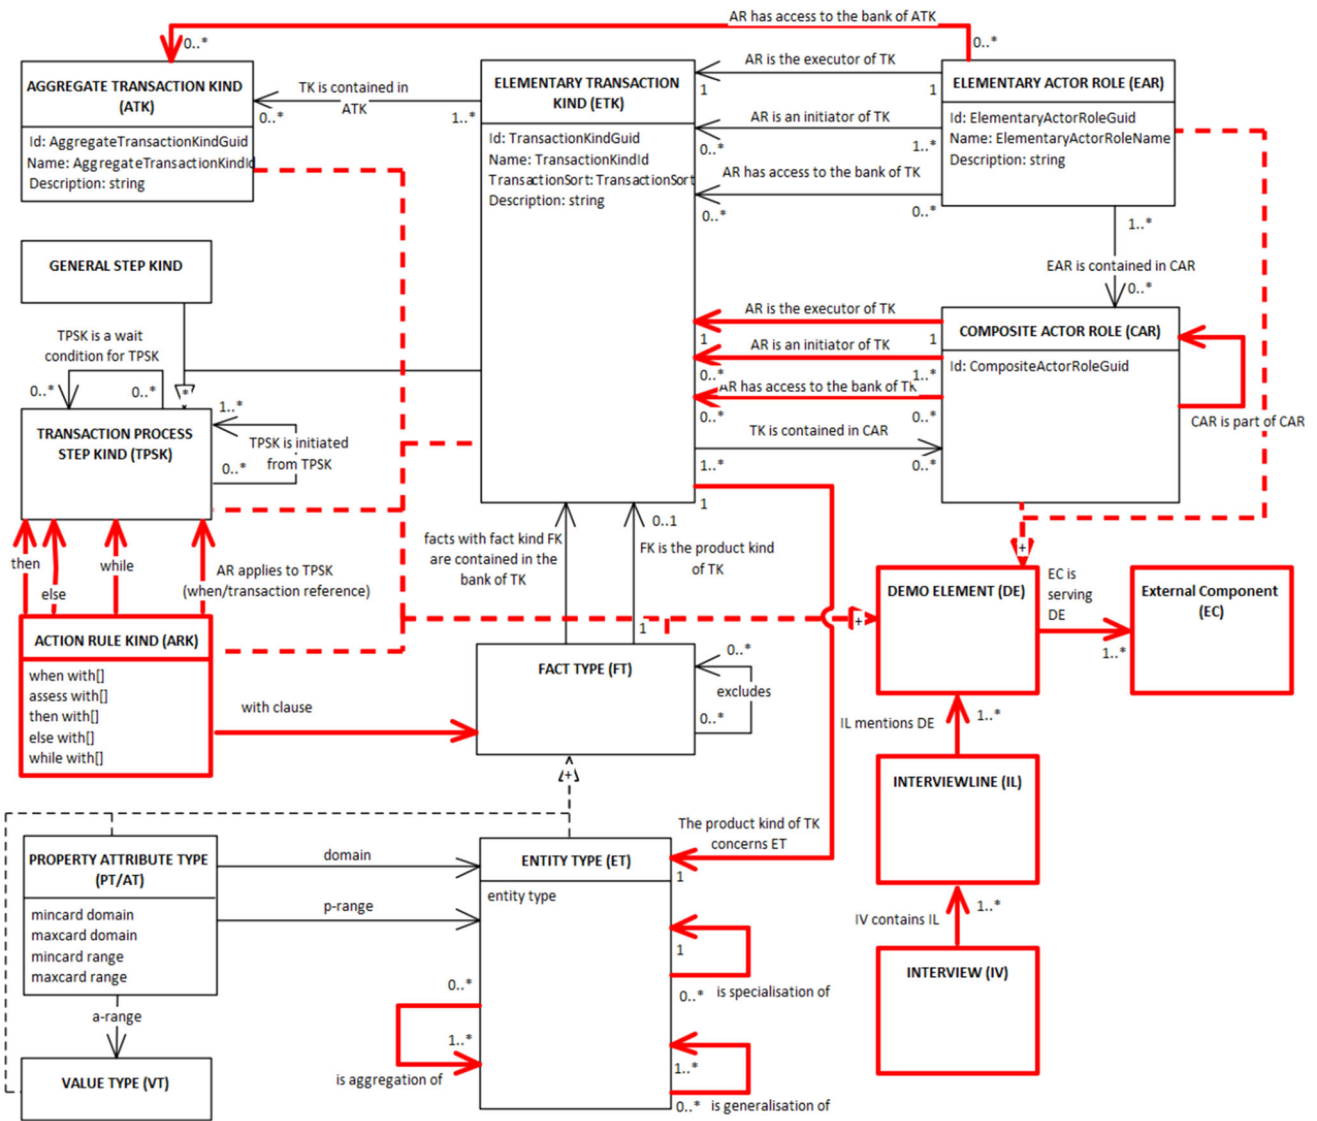 AR has access to the bank of ATK
0..*
0..*
AGGREGATE TRANSACTION KIND
(ATK)
Id: AggregateTransactionKindGuid
Name: AggregateTransactionKindId
Description: string
TK is contained in
ATK
0..*
1..*
ELEMENTARY TRANSACTION
KIND (ETK)
Id: TransactionKindGuid
Name: TransactionKindId
TransactionSort: TransactionSort
Description: string
AR is the executor of TK
1
1
AR is an initiator of TK
0..*
1..*
AR has access to the bank of TK
0..*
0..*
ELEMENTARY ACTOR ROLE (EAR)
Id: ElementaryActorRoleGuid
Name: ElementaryActorRoleName
Description: string
1..*
EAR is contained in CAR
0..*
GENERAL STEP KIND
TPSK is a wait
condition for TPSK
0..*
0..*
*
1..*
TRANSACTION PROCESS
STEP KIND (TPSK)
TPSK is initiated
from TPSK
0..*
AR is the executor of TK
1
1
AR is an initiator of TK
0..*
1..*
AR has access to the bank of TK
0..*
0..*
TK is contained in CAR
1..*
0..*
1
COMPOSITE ACTOR ROLE (CAR)
Id: CompositeActorRoleGuid
CAR is part of CAR
then
else
while
AR applies to TPSK
(when/transaction reference)
facts with fact kind FK
are contained in the
bank of TK
0..1
FK is the product kind
of TK
1
+
+
DEMO ELEMENT (DE)
EC is
serving
DE
1..*
External Component
(EC)
ACTION RULE KIND (ARK)
when with[]
assess with[]
then with[]
else with[]
while with[]
with clause
FACT TYPE (FT)
0..*
excludes
0..*
+
IL mentions DE
1..*
INTERVIEWLINE (IL)
IV contains IL
1..*
INTERVIEW (IV)
The product kind of TK
concerns ET
1
PROPERTY ATTRIBUTE TYPE
(PT/AT)
mincard domain
maxcard domain
mincard range
maxcard range
domain
p-range
a-range
VALUE TYPE (VT)
ENTITY TYPE (ET)
entity type
1
0..*
is specialisation of
0..*
1..*
is aggregation of
1..*
0..*
is generalisation of